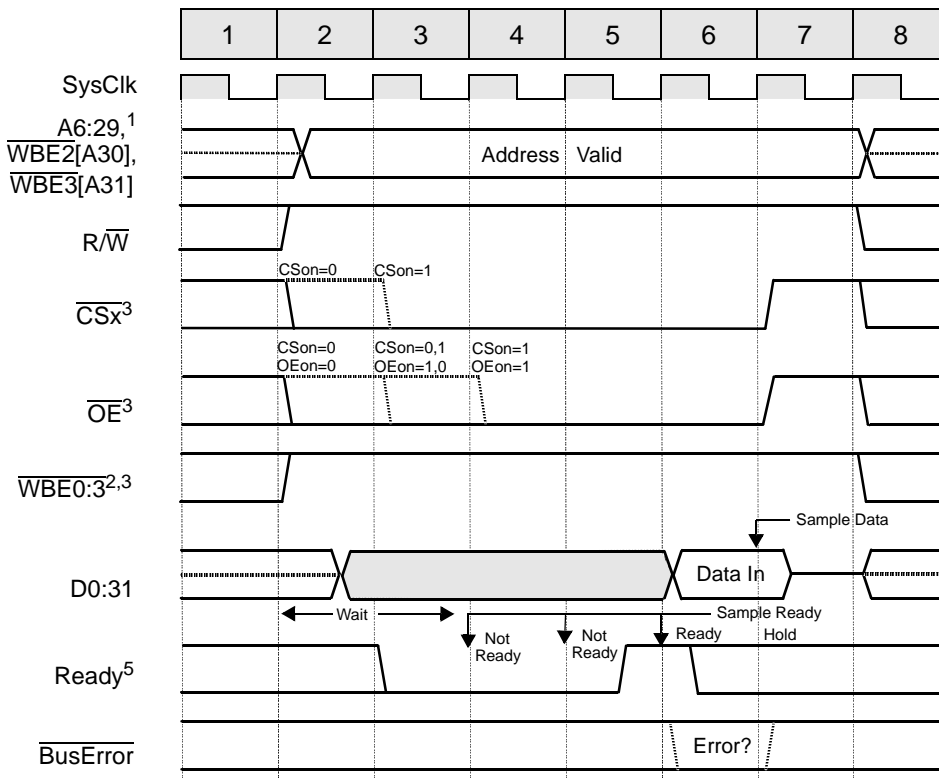 1 2 3 4 5 6 7 8
SysClk
A6:29,1
WBE2[A30],
WBE3[A31]
Address Valid
R/W
CSon=0 CSon=1
CSx3
CSon=0 CSon=0,1 CSon=1
OEon=0 OEon=1,0 OEon=1
OE3
WBE0:32,3
Sample Data
D0:31
Data In
Wait
Sample Ready
Not Ready
Not Ready
Ready
Hold
Ready5
BusError
Error?